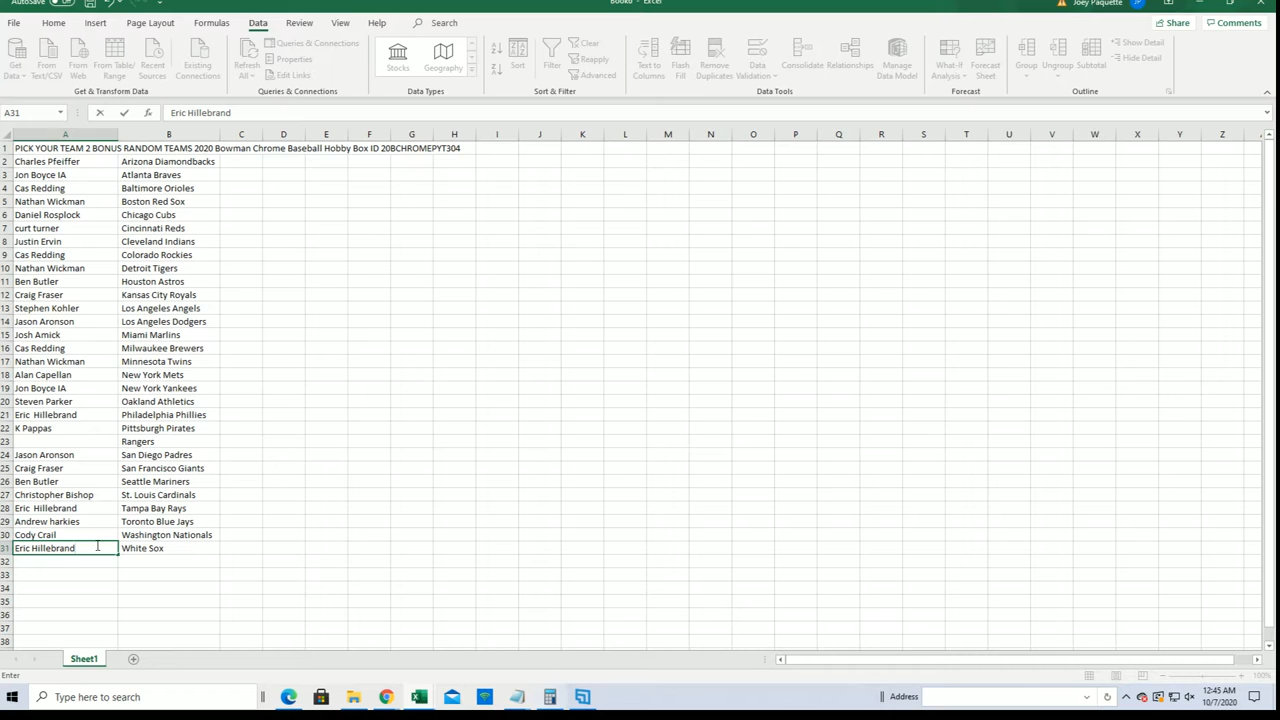 AutoSave Off Book6 - Excel Joey Paquette JP
File Home Insert Page Layout Formulas Data Review View Help Search Share Comments
Get Data From Text/CSV From Web From Table/Range Recent Sources Existing Connections
Refresh All Queries & Connections Properties Edit Links
Stocks Geography
Sort Filter Clear Reapply Advanced
Text to Columns Flash Fill Remove Duplicates Data Validation Consolidate Relationships Manage Data Model
What-If Analysis Forecast Sheet
Group Ungroup Subtotal Show Detail Hide Detail
Get & Transform Data Queries & Connections Data Types Sort & Filter Data Tools Forecast Outline
A31 fx Eric Hillebrand
A B C D E F G H I J K L M N O P Q R S T U V W X Y Z
1 PICK YOUR TEAM 2 BONUS RANDOM TEAMS 2020 Bowman Chrome Baseball Hobby Box ID 20BCHROMEPYT304
2 Charles Pfeiffer Arizona Diamondbacks
3 Jon Boyce IA Atlanta Braves
4 Cas Redding Baltimore Orioles
5 Nathan Wickman Boston Red Sox
6 Daniel Rosplock Chicago Cubs
7 curt turner Cincinnati Reds
8 Justin Ervin Cleveland Indians
9 Cas Redding Colorado Rockies
10 Nathan Wickman Detroit Tigers
11 Ben Butler Houston Astros
12 Craig Fraser Kansas City Royals
13 Stephen Kohler Los Angeles Angels
14 Jason Aronson Los Angeles Dodgers
15 Josh Amick Miami Marlins
16 Cas Redding Milwaukee Brewers
17 Nathan Wickman Minnesota Twins
18 Alan Capellan New York Mets
19 Jon Boyce IA New York Yankees
20 Steven Parker Oakland Athletics
21 Eric Hillebrand Philadelphia Phillies
22 K Pappas Pittsburgh Pirates
23 Rangers
24 Jason Aronson San Diego Padres
25 Craig Fraser San Francisco Giants
26 Ben Butler Seattle Mariners
27 Christopher Bishop St. Louis Cardinals
28 Eric Hillebrand Tampa Bay Rays
29 Andrew harkies Toronto Blue Jays
30 Cody Crail Washington Nationals
31 Eric Hillebrand White Sox
32
33
34
35
36
37
38
Sheet1
Enter 100%
Type here to search Address 12:45 AM
10/7/2020